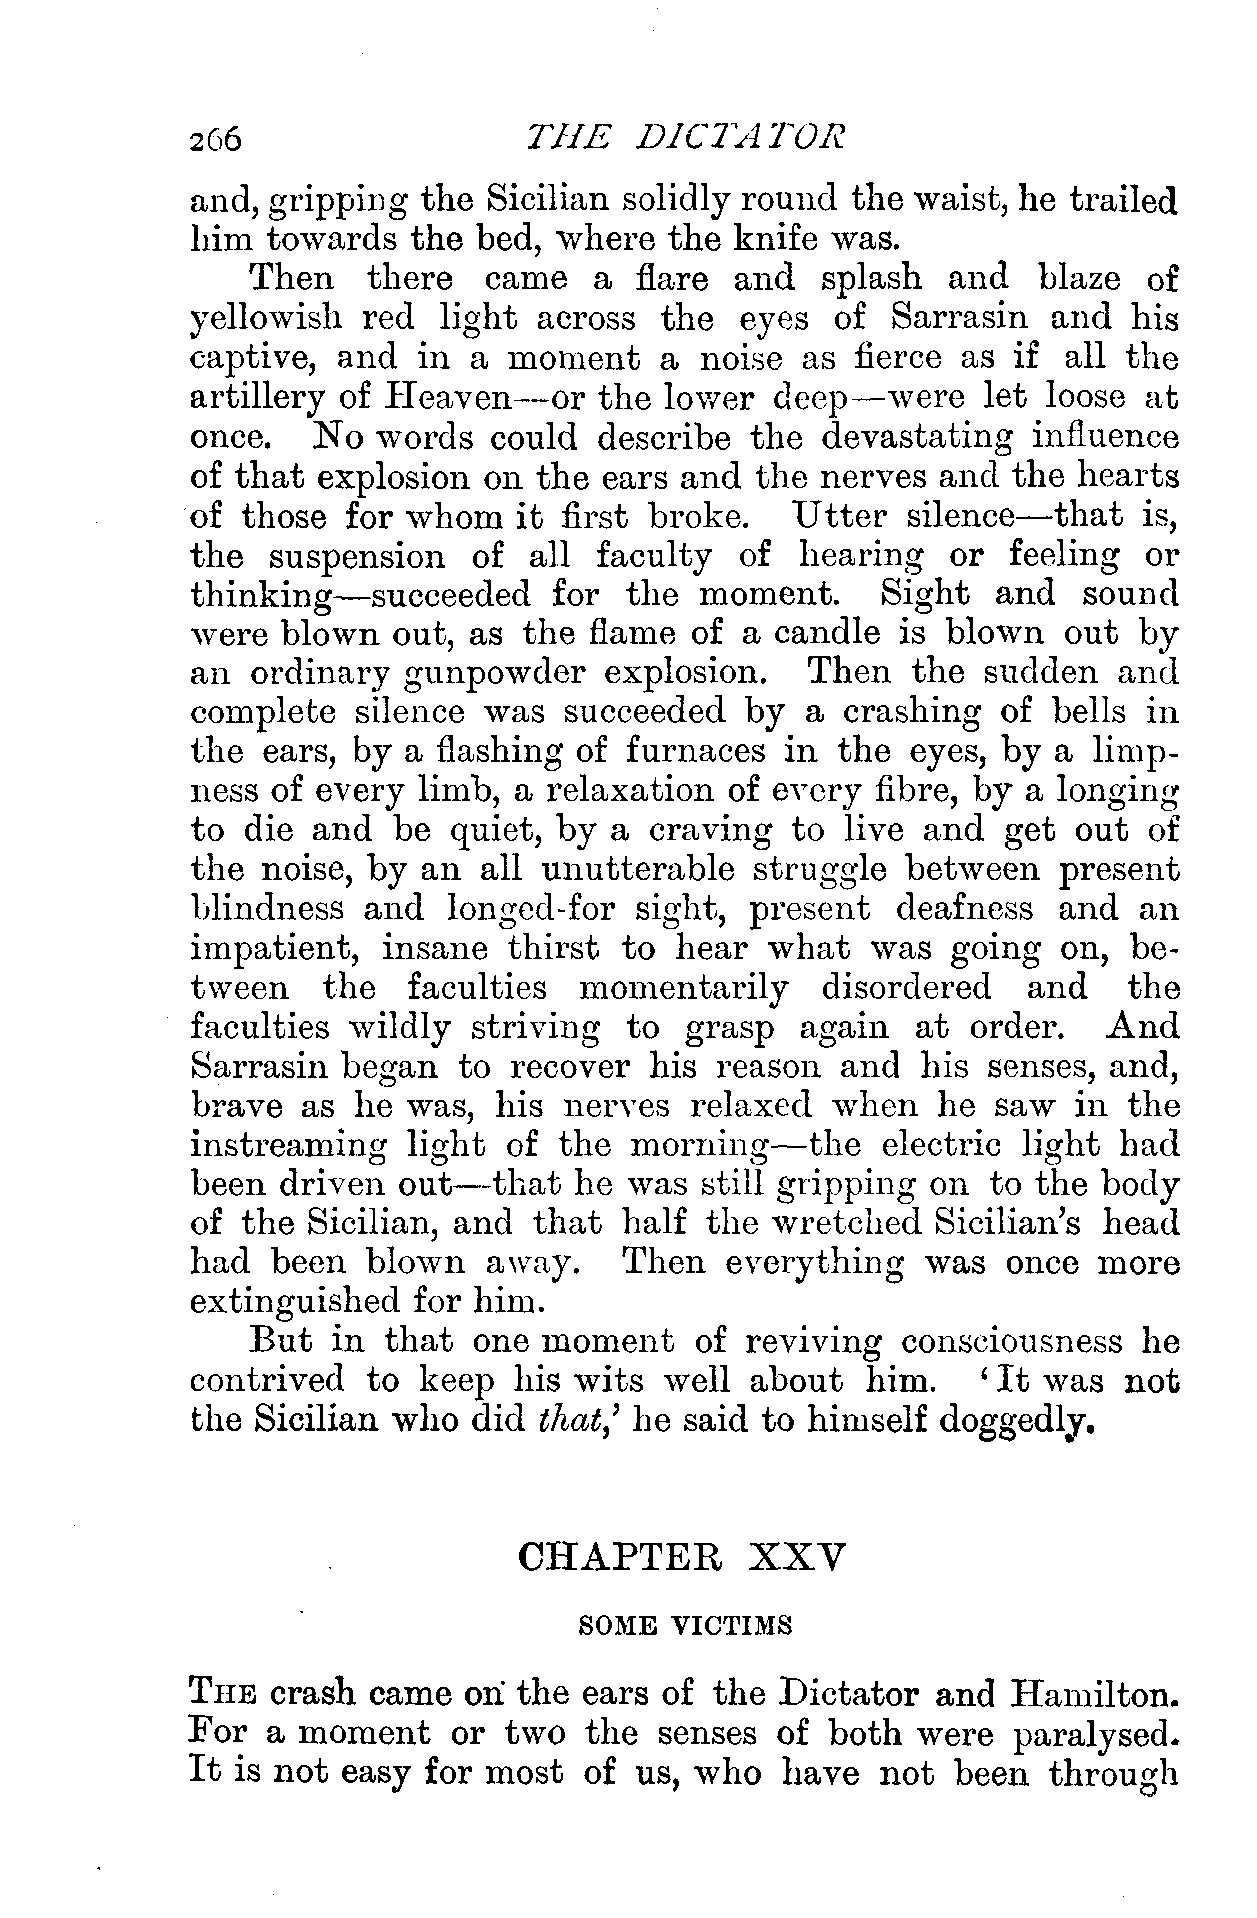 266 THE DICTATOR
and, gripping the Sicilian solidly round the waist, he trailed
him towards the bed, where the knife was.
Then there came a flare and splash and blaze of
yellowish red light across the eyes of Sarrasin and his
captive, and in a moment a noise as fierce as if all the
artillery of Heaven—or the lower deep—were let loose at
once. No words could describe the devastating influence
of that explosion on the ears and the nerves and the hearts
of those for whom it first broke. Utter silence—that is,
the suspension of all faculty of hearing or feeling or
thinking—succeeded for the moment. Sight and sound
were blown out, as the flame of a candle is blown out by
an ordinary gunpowder explosion. Then the sudden and
complete silence was succeeded by a crashing of bells in
the ears, by a flashing of furnaces in the eyes, by a limp-
ness of every limb, a relaxation of every fibre, by a longing
to die and be quiet, by a craving to live and get out of
the noise, by an all unutterable struggle between present
blindness and longed-for sight, present deafness and an
impatient, insane thirst to hear what was going on, be-
tween the faculties momentarily disordered and the
faculties wildly striving to grasp again at order. And
Sarrasin began to recover his reason and his senses, and,
brave as he was, his nerves relaxed when he saw in the
instreaming light of the morning—the electric light had
been driven out—that he was still gripping on to the body
of the Sicilian, and that half the wretched Sicilian's head
had been blown away. Then everything was once more
extinguished for him.
But in that one moment of reviving consciousness he
contrived to keep his wits well about him. ‘It was not
the Sicilian who did that,’ he said to himself doggedly.
CHAPTER XXV
SOME VICTIMS
THE crash came on the ears of the Dictator and Hamilton.
For a moment or two the senses of both were paralysed.
It is not easy for most of us, who have not been through